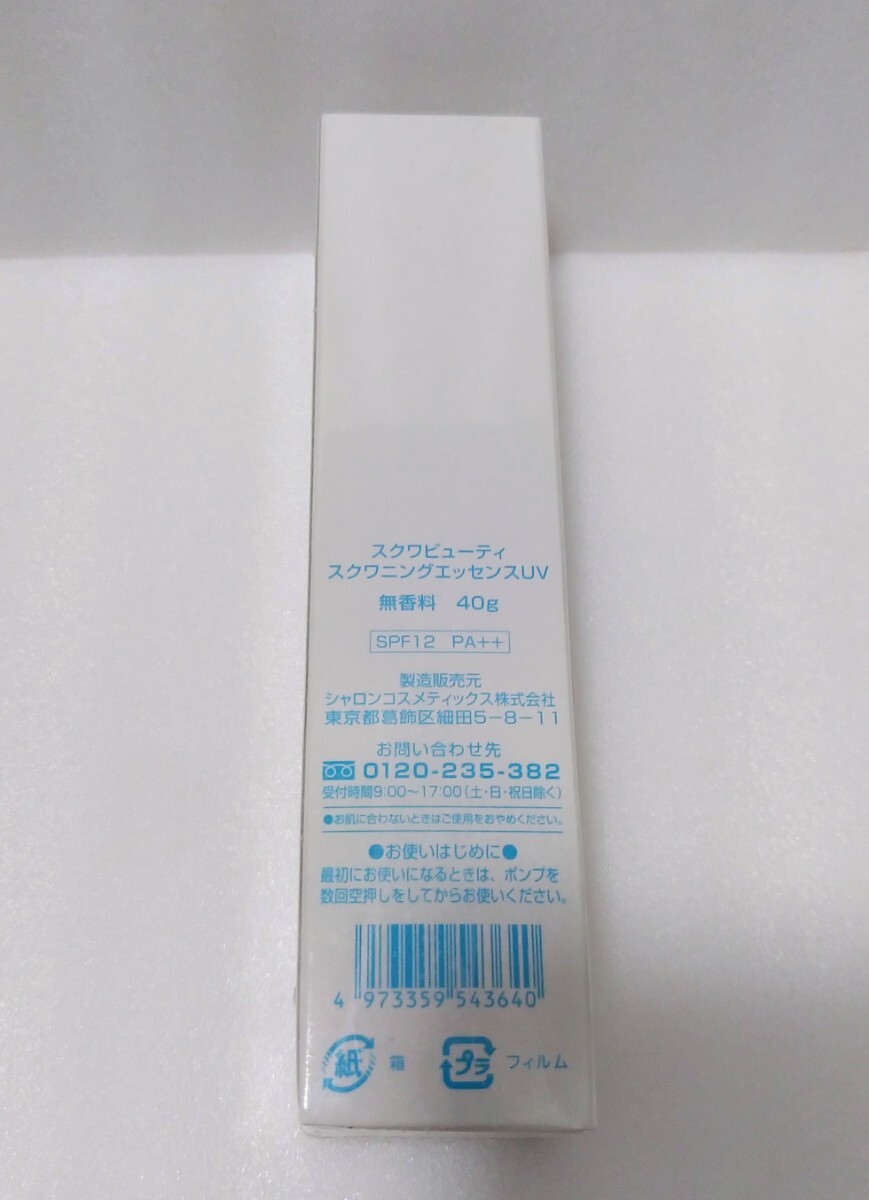 スクワビューティ
スクワニングエッセンスUV
無香料 40g
SPF12 PA++
製造販売元
シャロンコスメティックス株式会社
東京都葛飾区細田5-8-11
お問い合わせ先
0120-235-382
受付時間9:00〜17:00(土・日・祝日除く)
●お肌に合わないときはご使用をおやめください。
●お使いはじめに●
最初にお使いになるときは、ポンプを
数回空押しをしてからお使いください。
4 973359 543640
紙 箱 プラ フィルム